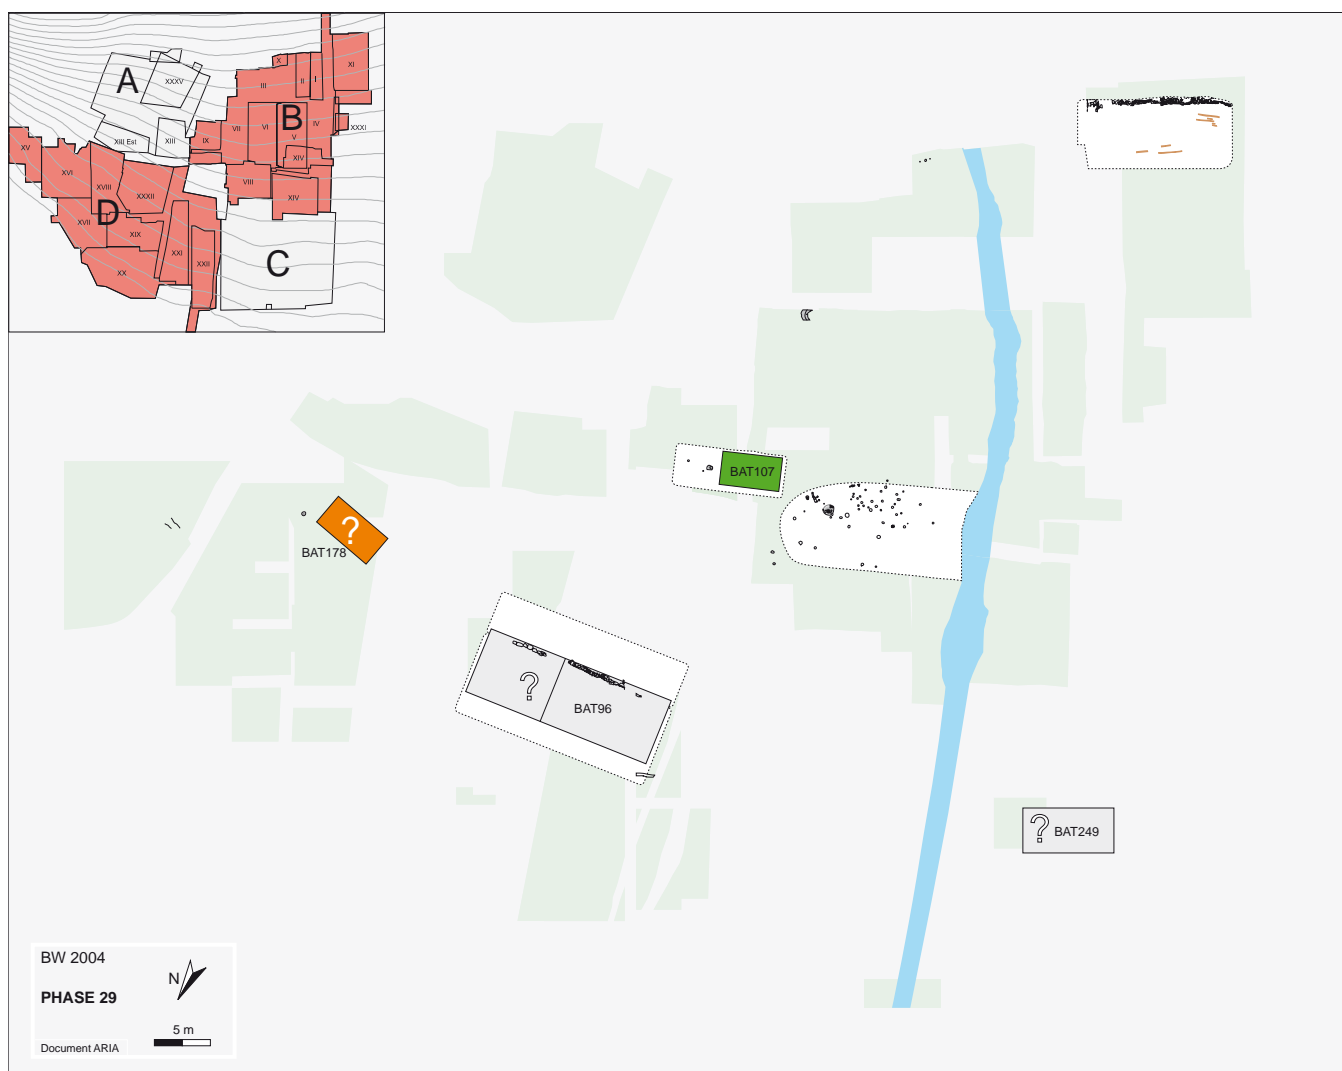 A
XXXV
X
XI
III
II
I
B
IV
VII
VI
V
XXXI
IX
XIII Est
XIII
XV
XIV
XVI
XVIII
VIII
XXXII
XIV
D
XVII
XIX
XXI
XXII
C
XX
BAT107
?
BAT178
?
BAT96
? BAT249
BW 2004
N
PHASE 29
5 m
Document ARIA